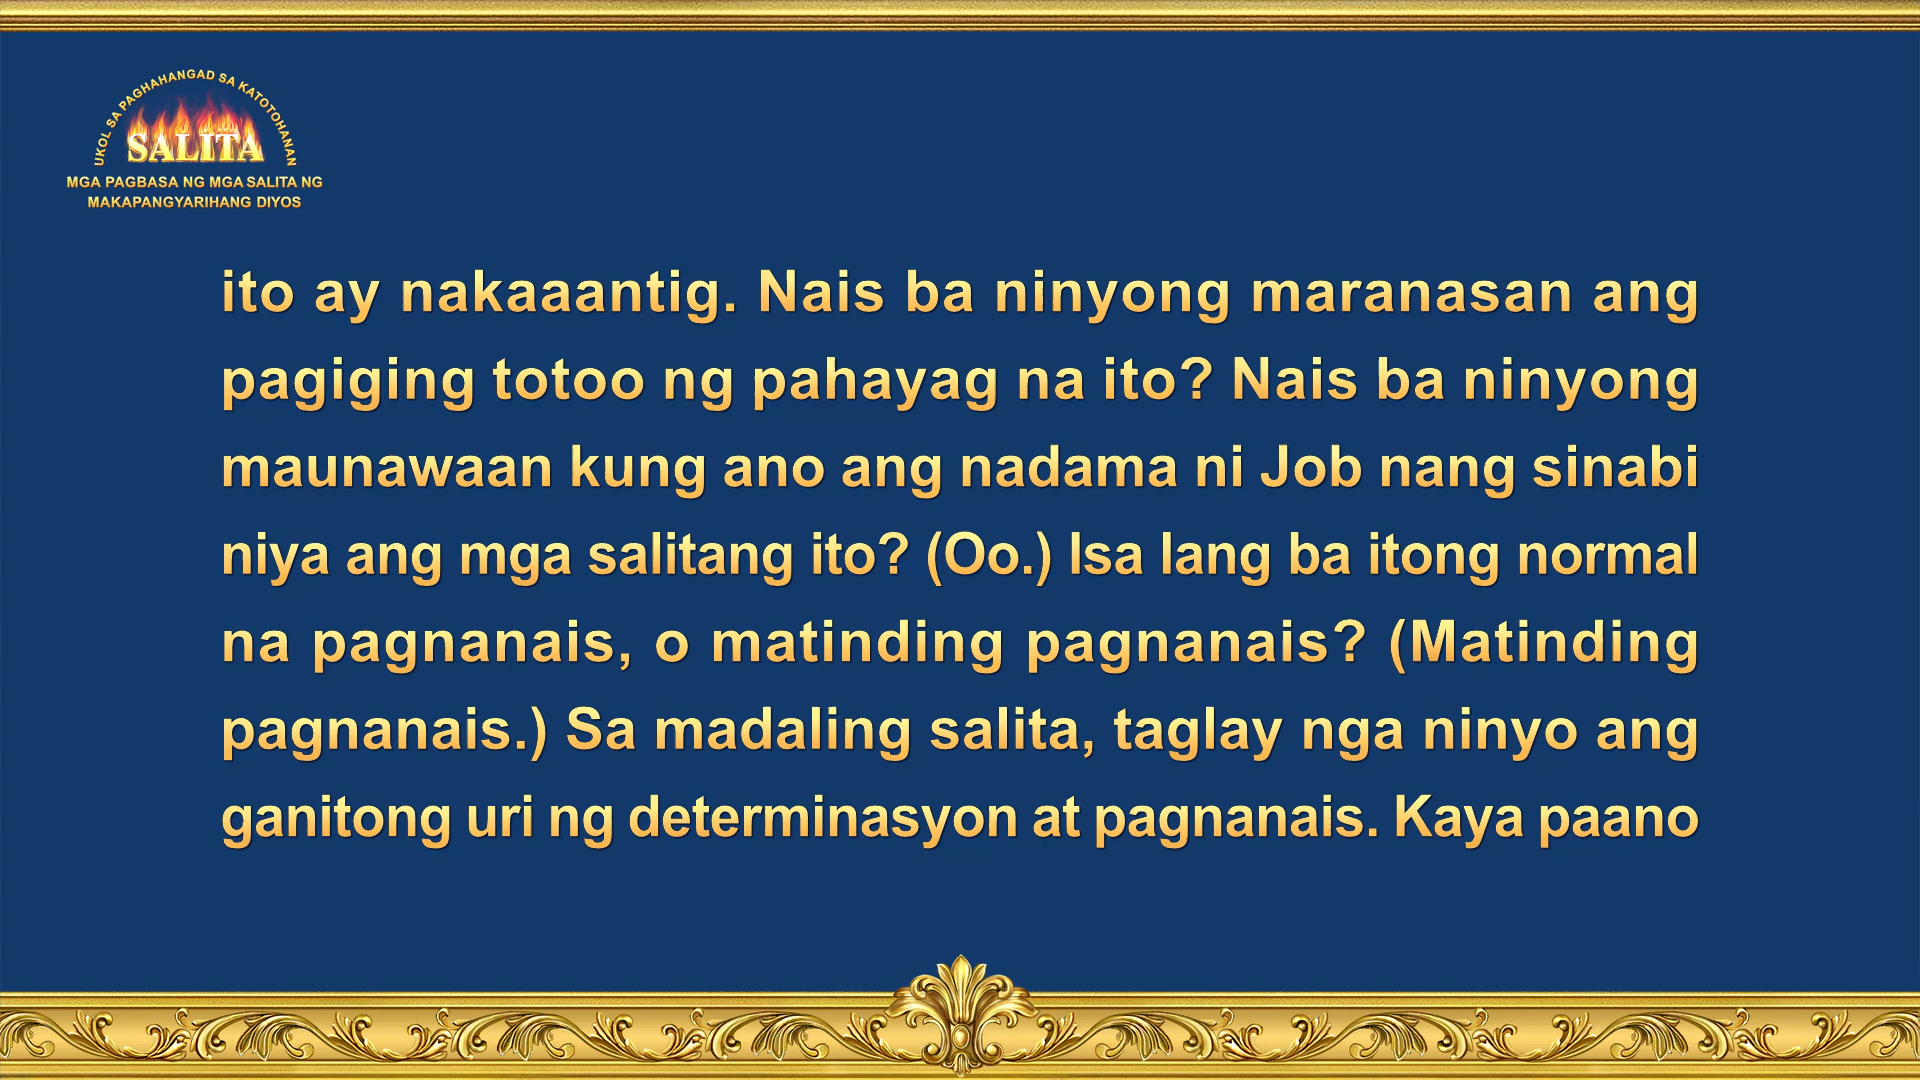 UKOL SA PAGHAHANGAD SA KATOTOHANAN
SALITA
MGA PAGBASA NG MGA SALITA NG
MAKAPANGYARIHANG DIYOS
ito ay nakaaantig. Nais ba ninyong maranasan ang
pagiging totoo ng pahayag na ito? Nais ba ninyong
maunawaan kung ano ang nadama ni Job nang sinabi
niya ang mga salitang ito? (Oo.) Isa lang ba itong normal
na pagnanais, o matinding pagnanais? (Matinding
pagnanais.) Sa madaling salita, taglay nga ninyo ang
ganitong uri ng determinasyon at pagnanais. Kaya paano